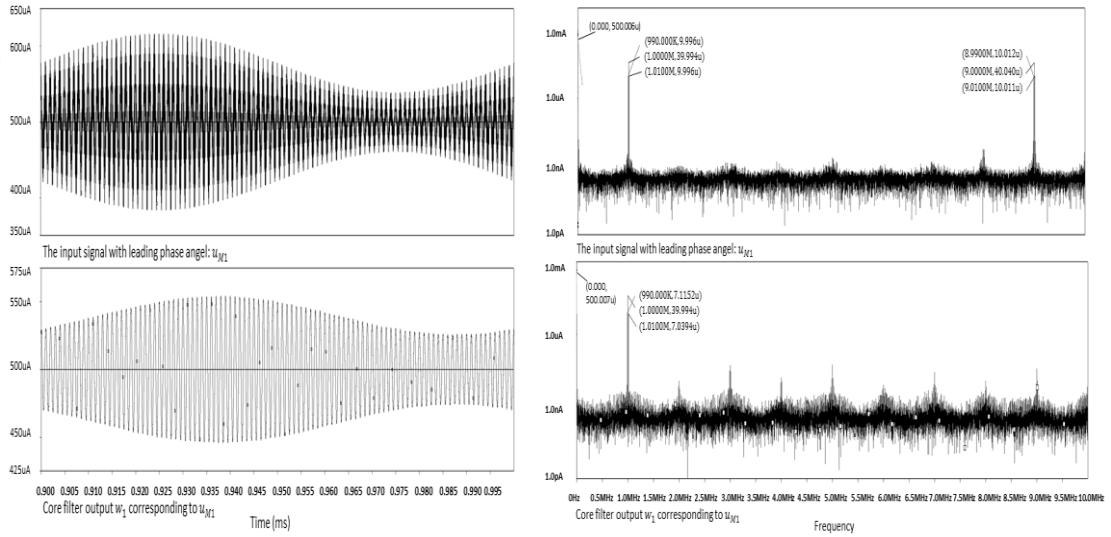 650uA
600uA
500uA
400uA
350uA
The input signal with leading phase angel: u_M1
575uA
550uA
500uA
450uA
425uA
0.900 0.905 0.910 0.915 0.920 0.925 0.930 0.935 0.940 0.945 0.950 0.955 0.960 0.965 0.970 0.975 0.980 0.985 0.990 0.995
Core filter output w_1 corresponding to u_M1
Time (ms)
1.0mA
1.0uA
1.0nA
1.0pA
(0.000, 500.006u)
(990.000K,9.996u)
(1.0000M,39.994u)
(1.0100M,9.996u)
(8.9900M,10.012u)
(9.0000M,40.040u)
(9.0100M,10.011u)
The input signal with leading phase angel: u_M1
1.0mA
1.0uA
1.0nA
1.0pA
(0.000,
500.007u)
(990.000K,7.1152u)
(1.0000M,39.994u)
(1.0100M,7.0394u)
0Hz 0.5MHz 1.0MHz 1.5MHz 2.0MHz 2.5MHz 3.0MHz 3.5MHz 4.0MHz 4.5MHz 5.0MHz 5.5MHz 6.0MHz 6.5MHz 7.0MHz 7.5MHz 8.0MHz 8.5MHz 9.0MHz 9.5MHz 10.0MHz
Core filter output w_1 corresponding to u_M1
Frequency